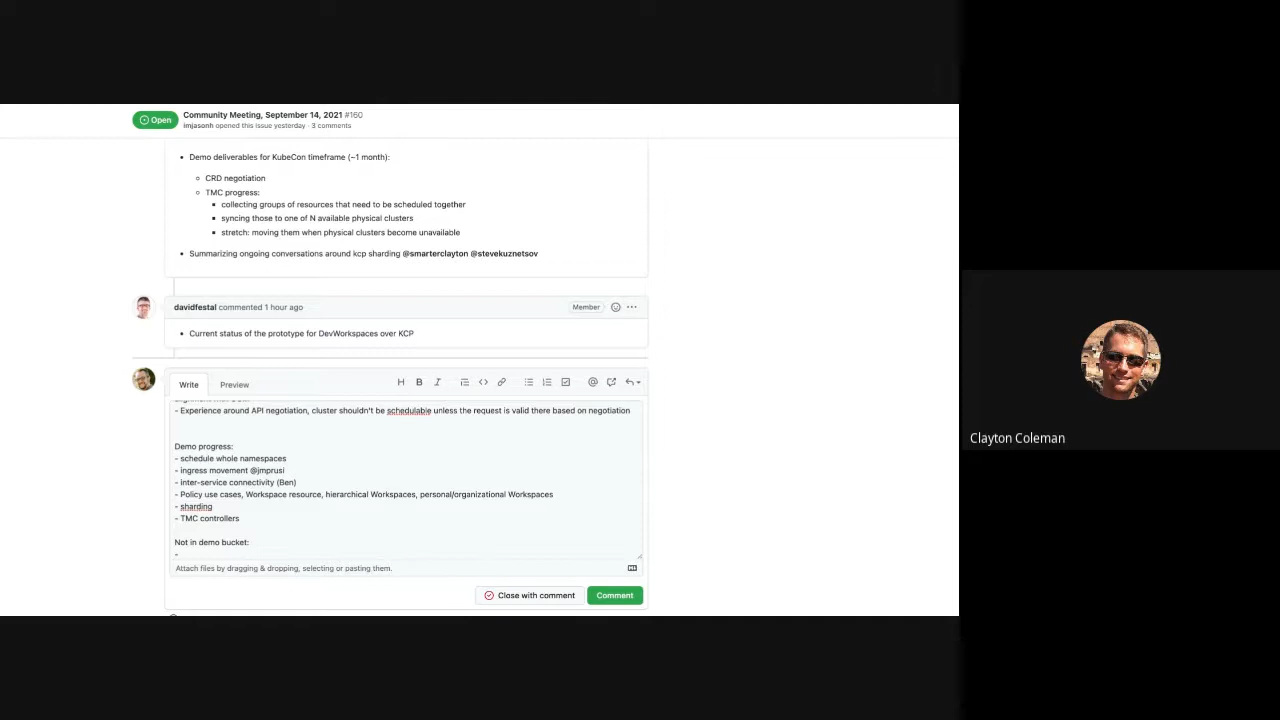 Open
Community Meeting, September 14, 2021 #160
imjasonh opened this issue yesterday · 3 comments
• Demo deliverables for KubeCon timeframe (~1 month):
CRD negotiation
TMC progress:
collecting groups of resources that need to be scheduled together
syncing those to one of N available physical clusters
stretch: moving them when physical clusters become unavailable
• Summarizing ongoing conversations around kcp sharding @smarterclayton @stevekuznetsov
davidfestal commented 1 hour ago
Member
• Current status of the prototype for DevWorkspaces over KCP
Write
Preview
- Experience around API negotiation, cluster shouldn't be schedulable unless the request is valid there based on negotiation
Demo progress:
- schedule whole namespaces
- ingress movement @jmprusi
- inter-service connectivity (Ben)
- Policy use cases, Workspace resource, hierarchical Workspaces, personal/organizational Workspaces
- sharding
- TMC controllers
Not in demo bucket:
-
Attach files by dragging & dropping, selecting or pasting them.
Close with comment
Comment
Clayton Coleman